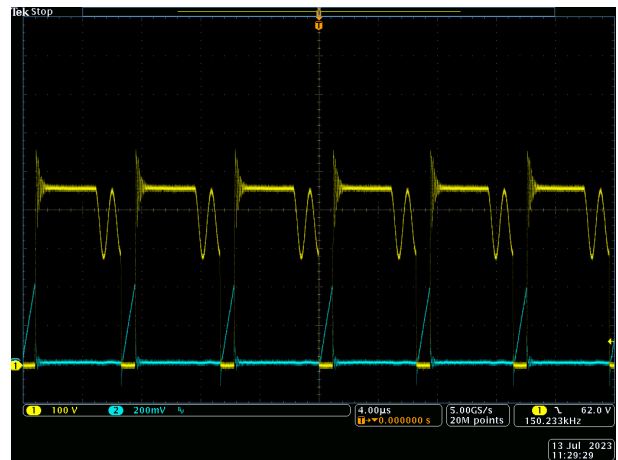 Tek Stop
T
1
1 100 V 2 200mV
4.00µs
T→▼0.000000 s
5.00GS/s
20M points
1 62.0 V
150.233kHz
13 Jul 2023
11:29:29